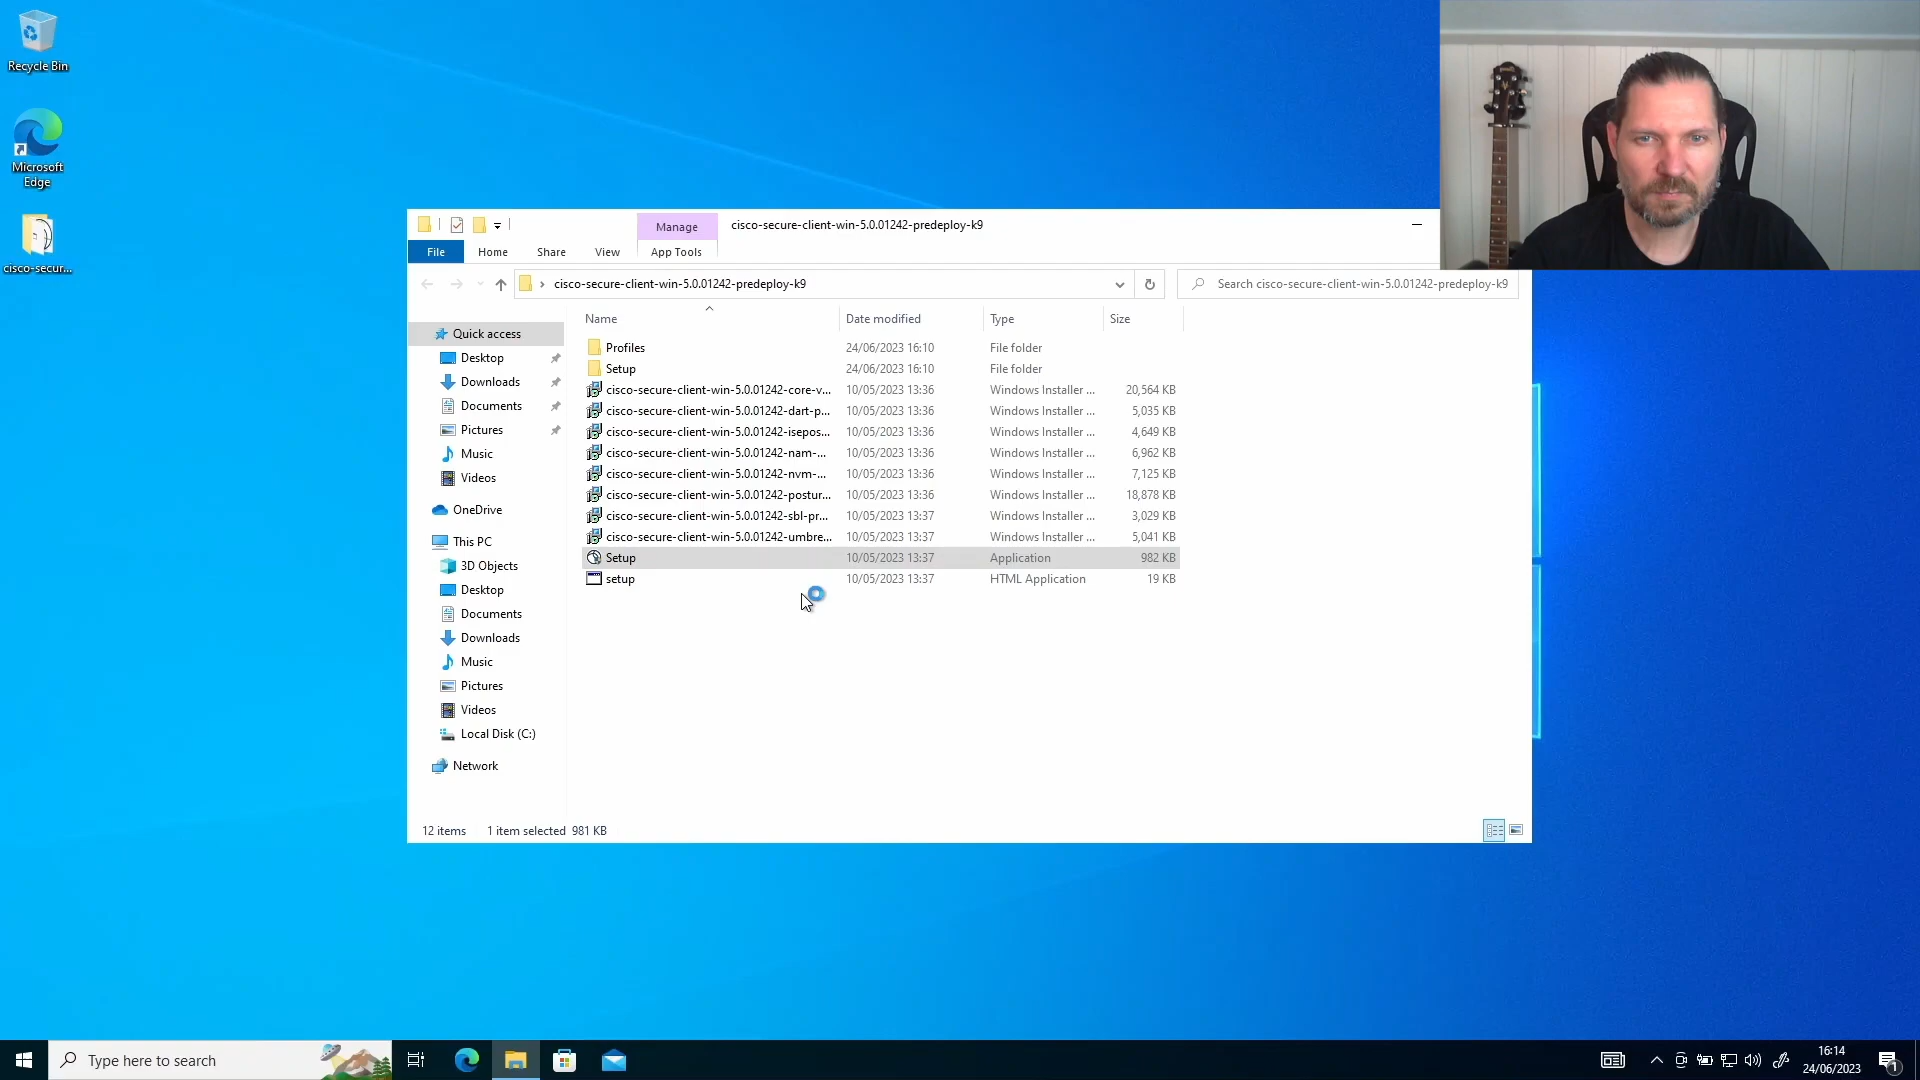 Recycle Bin
Microsoft
Edge
cisco-secur...
Manage
cisco-secure-client-win-5.0.01242-predeploy-k9
File
Home
Share
View
App Tools
cisco-secure-client-win-5.0.01242-predeploy-k9
Search cisco-secure-client-win-5.0.01242-predeploy-k9
Name
Date modified
Type
Size
Quick access
Desktop
Downloads
Documents
Pictures
Music
Videos
OneDrive
This PC
3D Objects
Desktop
Documents
Downloads
Music
Pictures
Videos
Local Disk (C:)
Network
Profiles 24/06/2023 16:10 File folder
Setup 24/06/2023 16:10 File folder
cisco-secure-client-win-5.0.01242-core-v... 10/05/2023 13:36 Windows Installer ... 20,564 KB
cisco-secure-client-win-5.0.01242-dart-p... 10/05/2023 13:36 Windows Installer ... 5,035 KB
cisco-secure-client-win-5.0.01242-isepos... 10/05/2023 13:36 Windows Installer ... 4,649 KB
cisco-secure-client-win-5.0.01242-nam-... 10/05/2023 13:36 Windows Installer ... 6,962 KB
cisco-secure-client-win-5.0.01242-nvm-... 10/05/2023 13:36 Windows Installer ... 7,125 KB
cisco-secure-client-win-5.0.01242-postur... 10/05/2023 13:36 Windows Installer ... 18,878 KB
cisco-secure-client-win-5.0.01242-sbl-pr... 10/05/2023 13:37 Windows Installer ... 3,029 KB
cisco-secure-client-win-5.0.01242-umbre... 10/05/2023 13:37 Windows Installer ... 5,041 KB
Setup 10/05/2023 13:37 Application 982 KB
setup 10/05/2023 13:37 HTML Application 19 KB
12 items 1 item selected 981 KB
Type here to search
16:14
24/06/2023
1